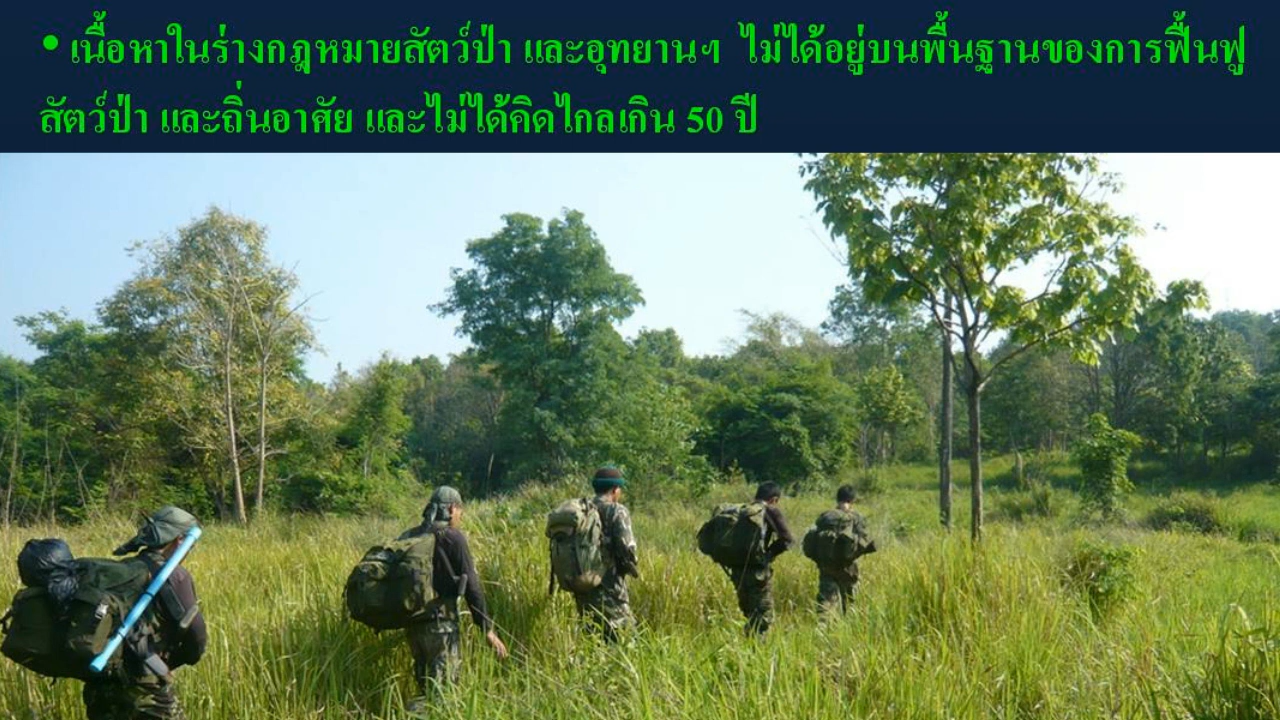 • เนื้อหาในร่างกฎหมายสัตว์ป่า และอุทยานฯ ไม่ได้อยู่บนพื้นฐานของการฟื้นฟู
สัตว์ป่า และถิ่นอาศัย และไม่ได้คิดไกลเกิน 50 ปี